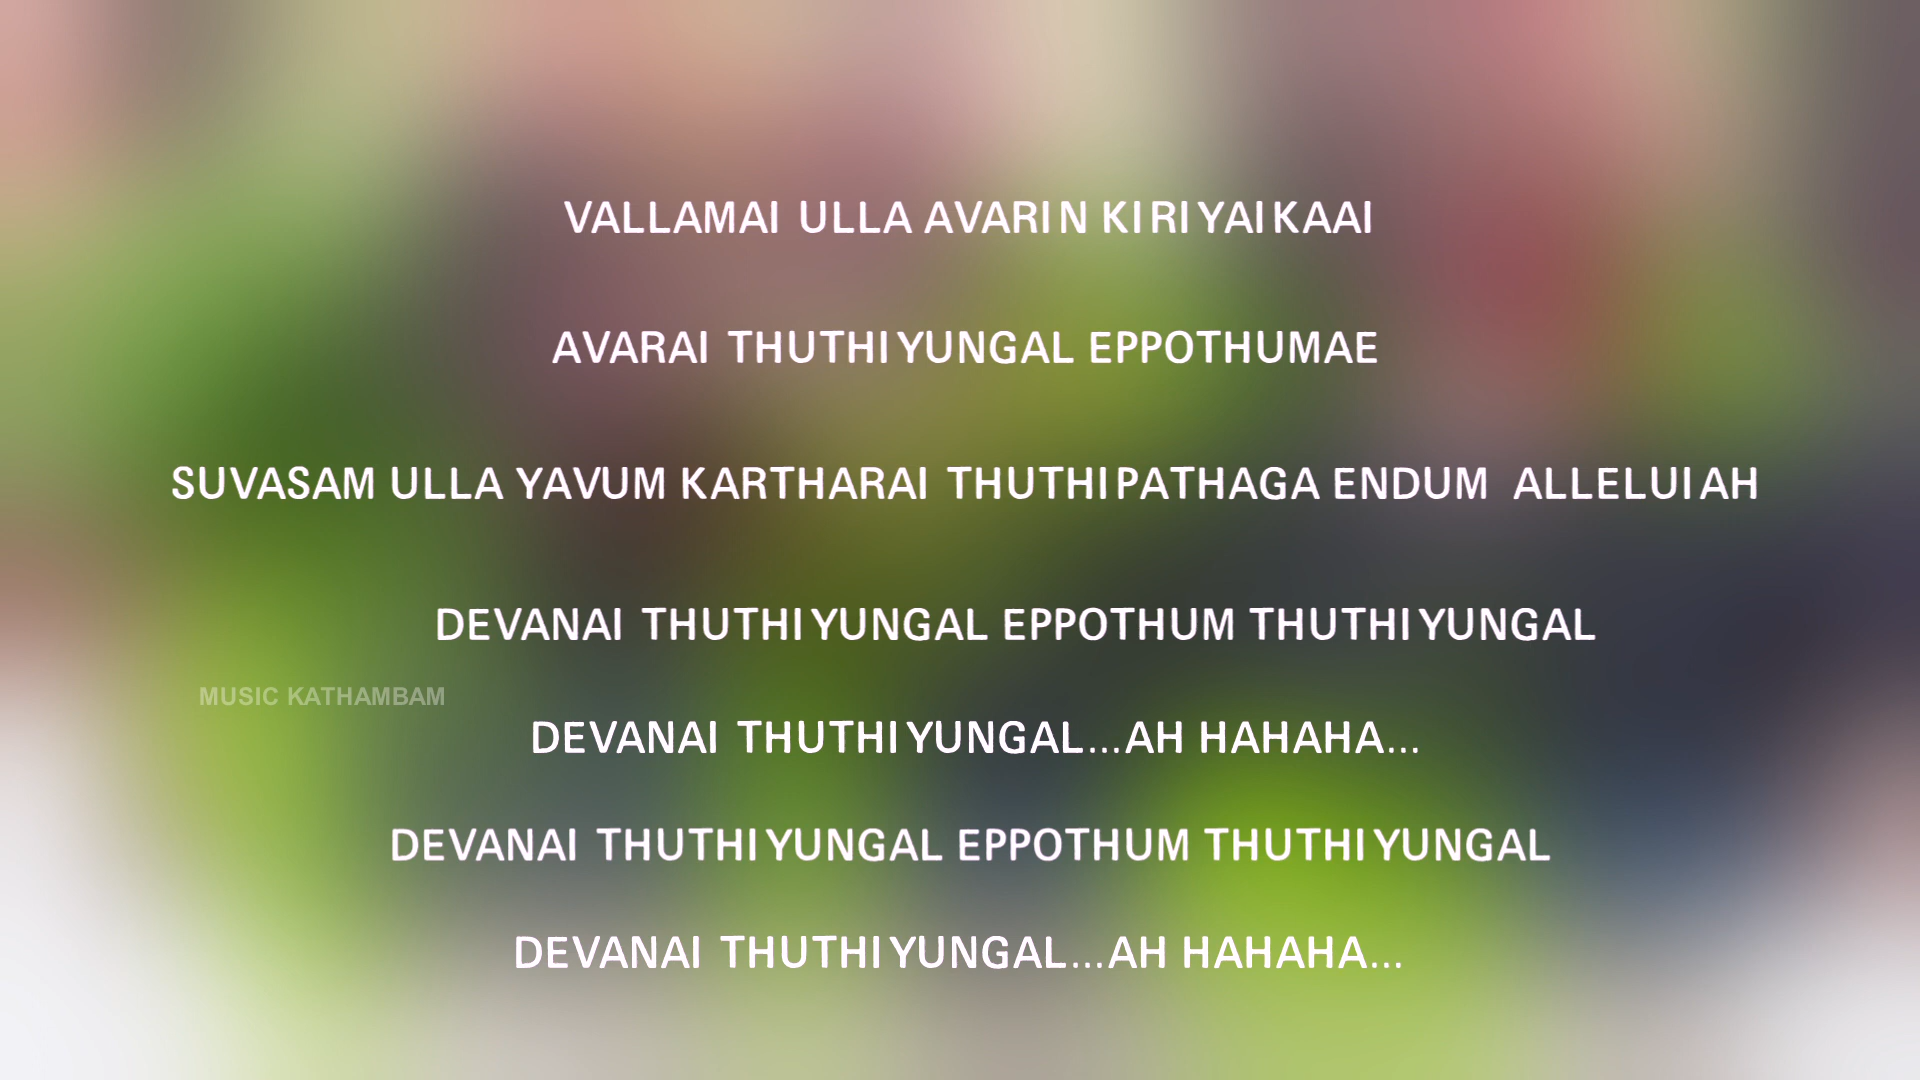 VALLAMAI ULLA AVARIN KIRIYAIKAAI
AVARAI THUTHIYUNGAL EPPOTHUMAE
SUVASAM ULLA YAVUM KARTHARAI THUTHIPATHAGA ENDUM ALLELUIAH
DEVANAI THUTHIYUNGAL EPPOTHUM THUTHIYUNGAL
MUSIC KATHAMBAM
DEVANAI THUTHIYUNGAL...AH HAHAHA...
DEVANAI THUTHIYUNGAL EPPOTHUM THUTHIYUNGAL
DEVANAI THUTHIYUNGAL...AH HAHAHA...